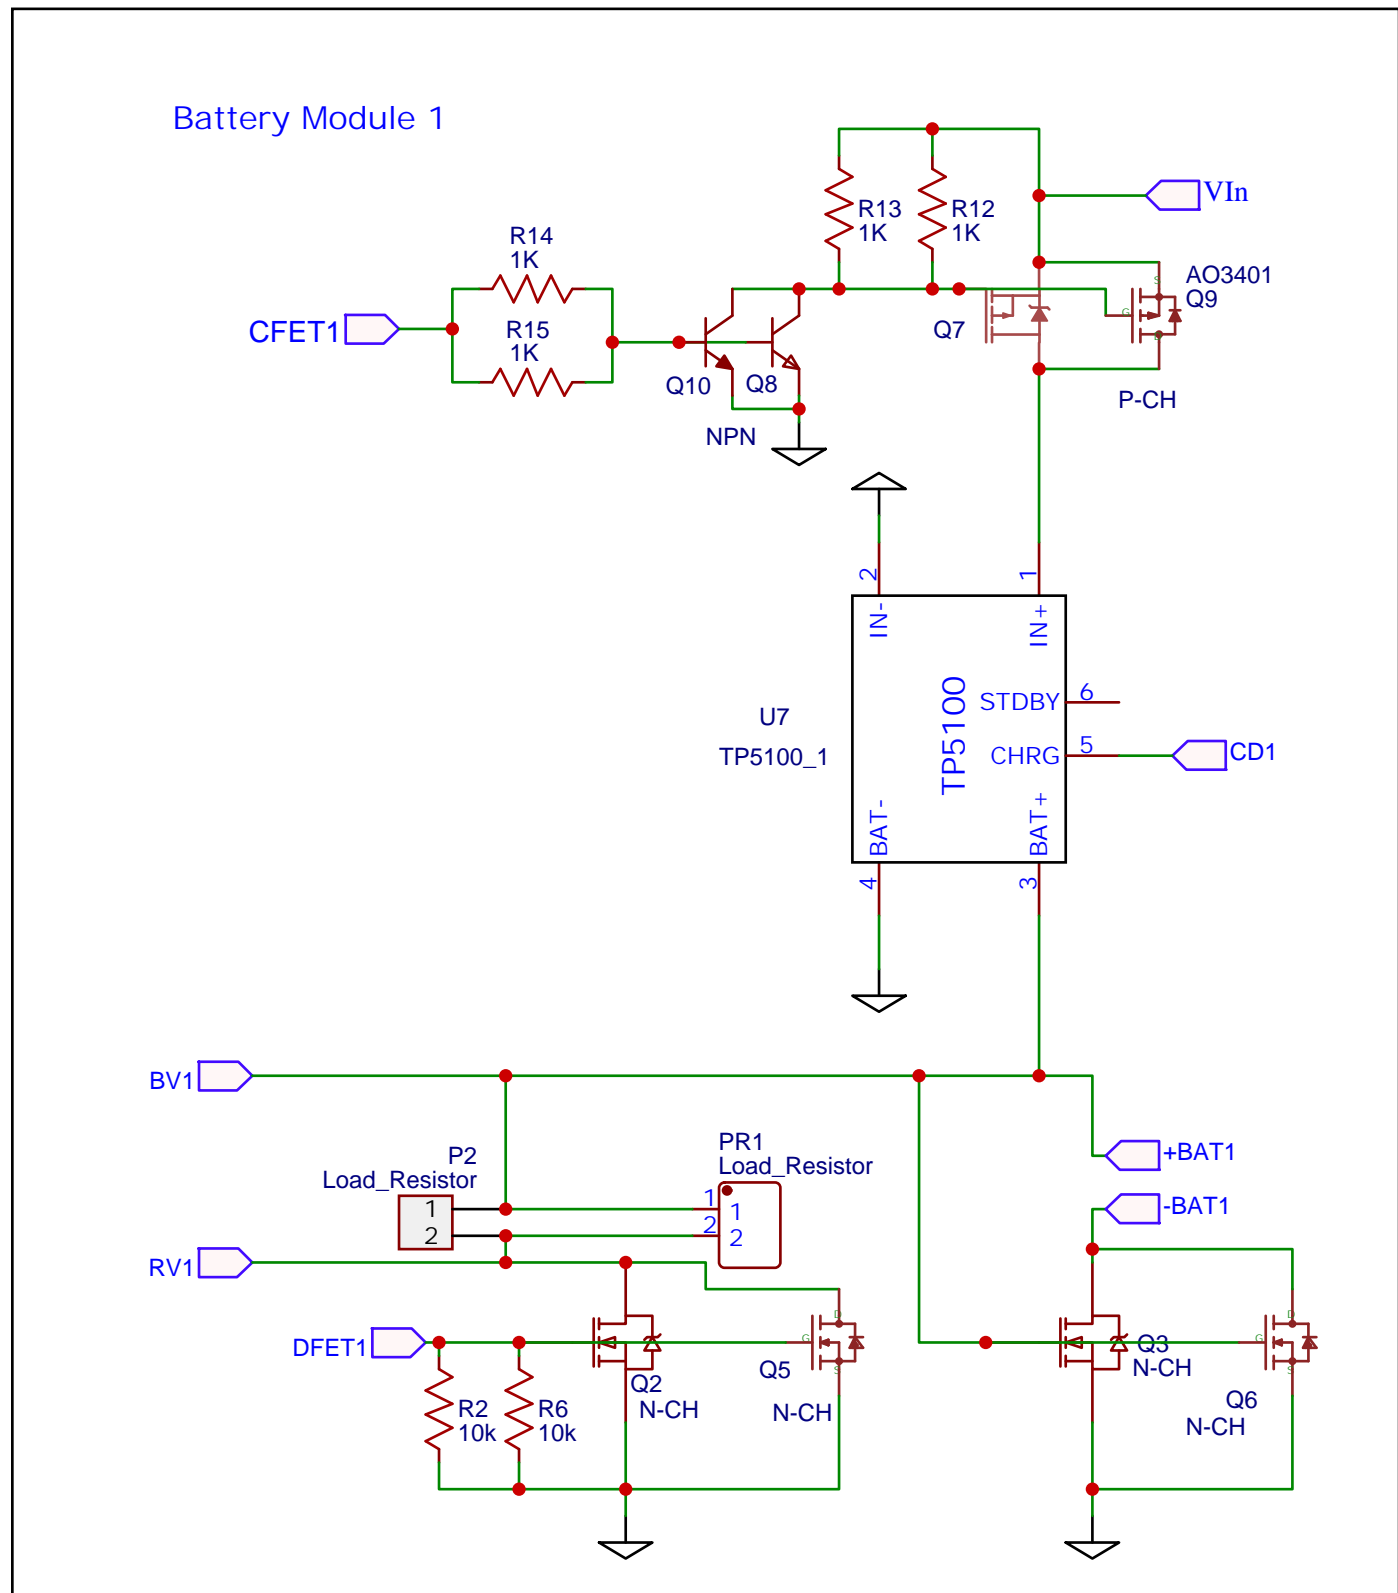 Battery Module 1
VIn
R13
1K
R12
1K
R14
1K
AO3401
Q9
G
S
D
CFET1
R15
1K
Q7
Q10
Q8
P-CH
NPN
2
1
IN-
IN+
TP5100
STDBY
6
U7
TP5100_1
CHRG
5
CD1
BAT-
BAT+
4
3
BV1
PR1
Load_Resistor
P2
Load_Resistor
+BAT1
1
2
1
2
1
2
-BAT1
RV1
DFET1
D
G
S
Q3
N-CH
D
G
S
Q2
N-CH
Q5
N-CH
Q6
N-CH
R2
10k
R6
10k